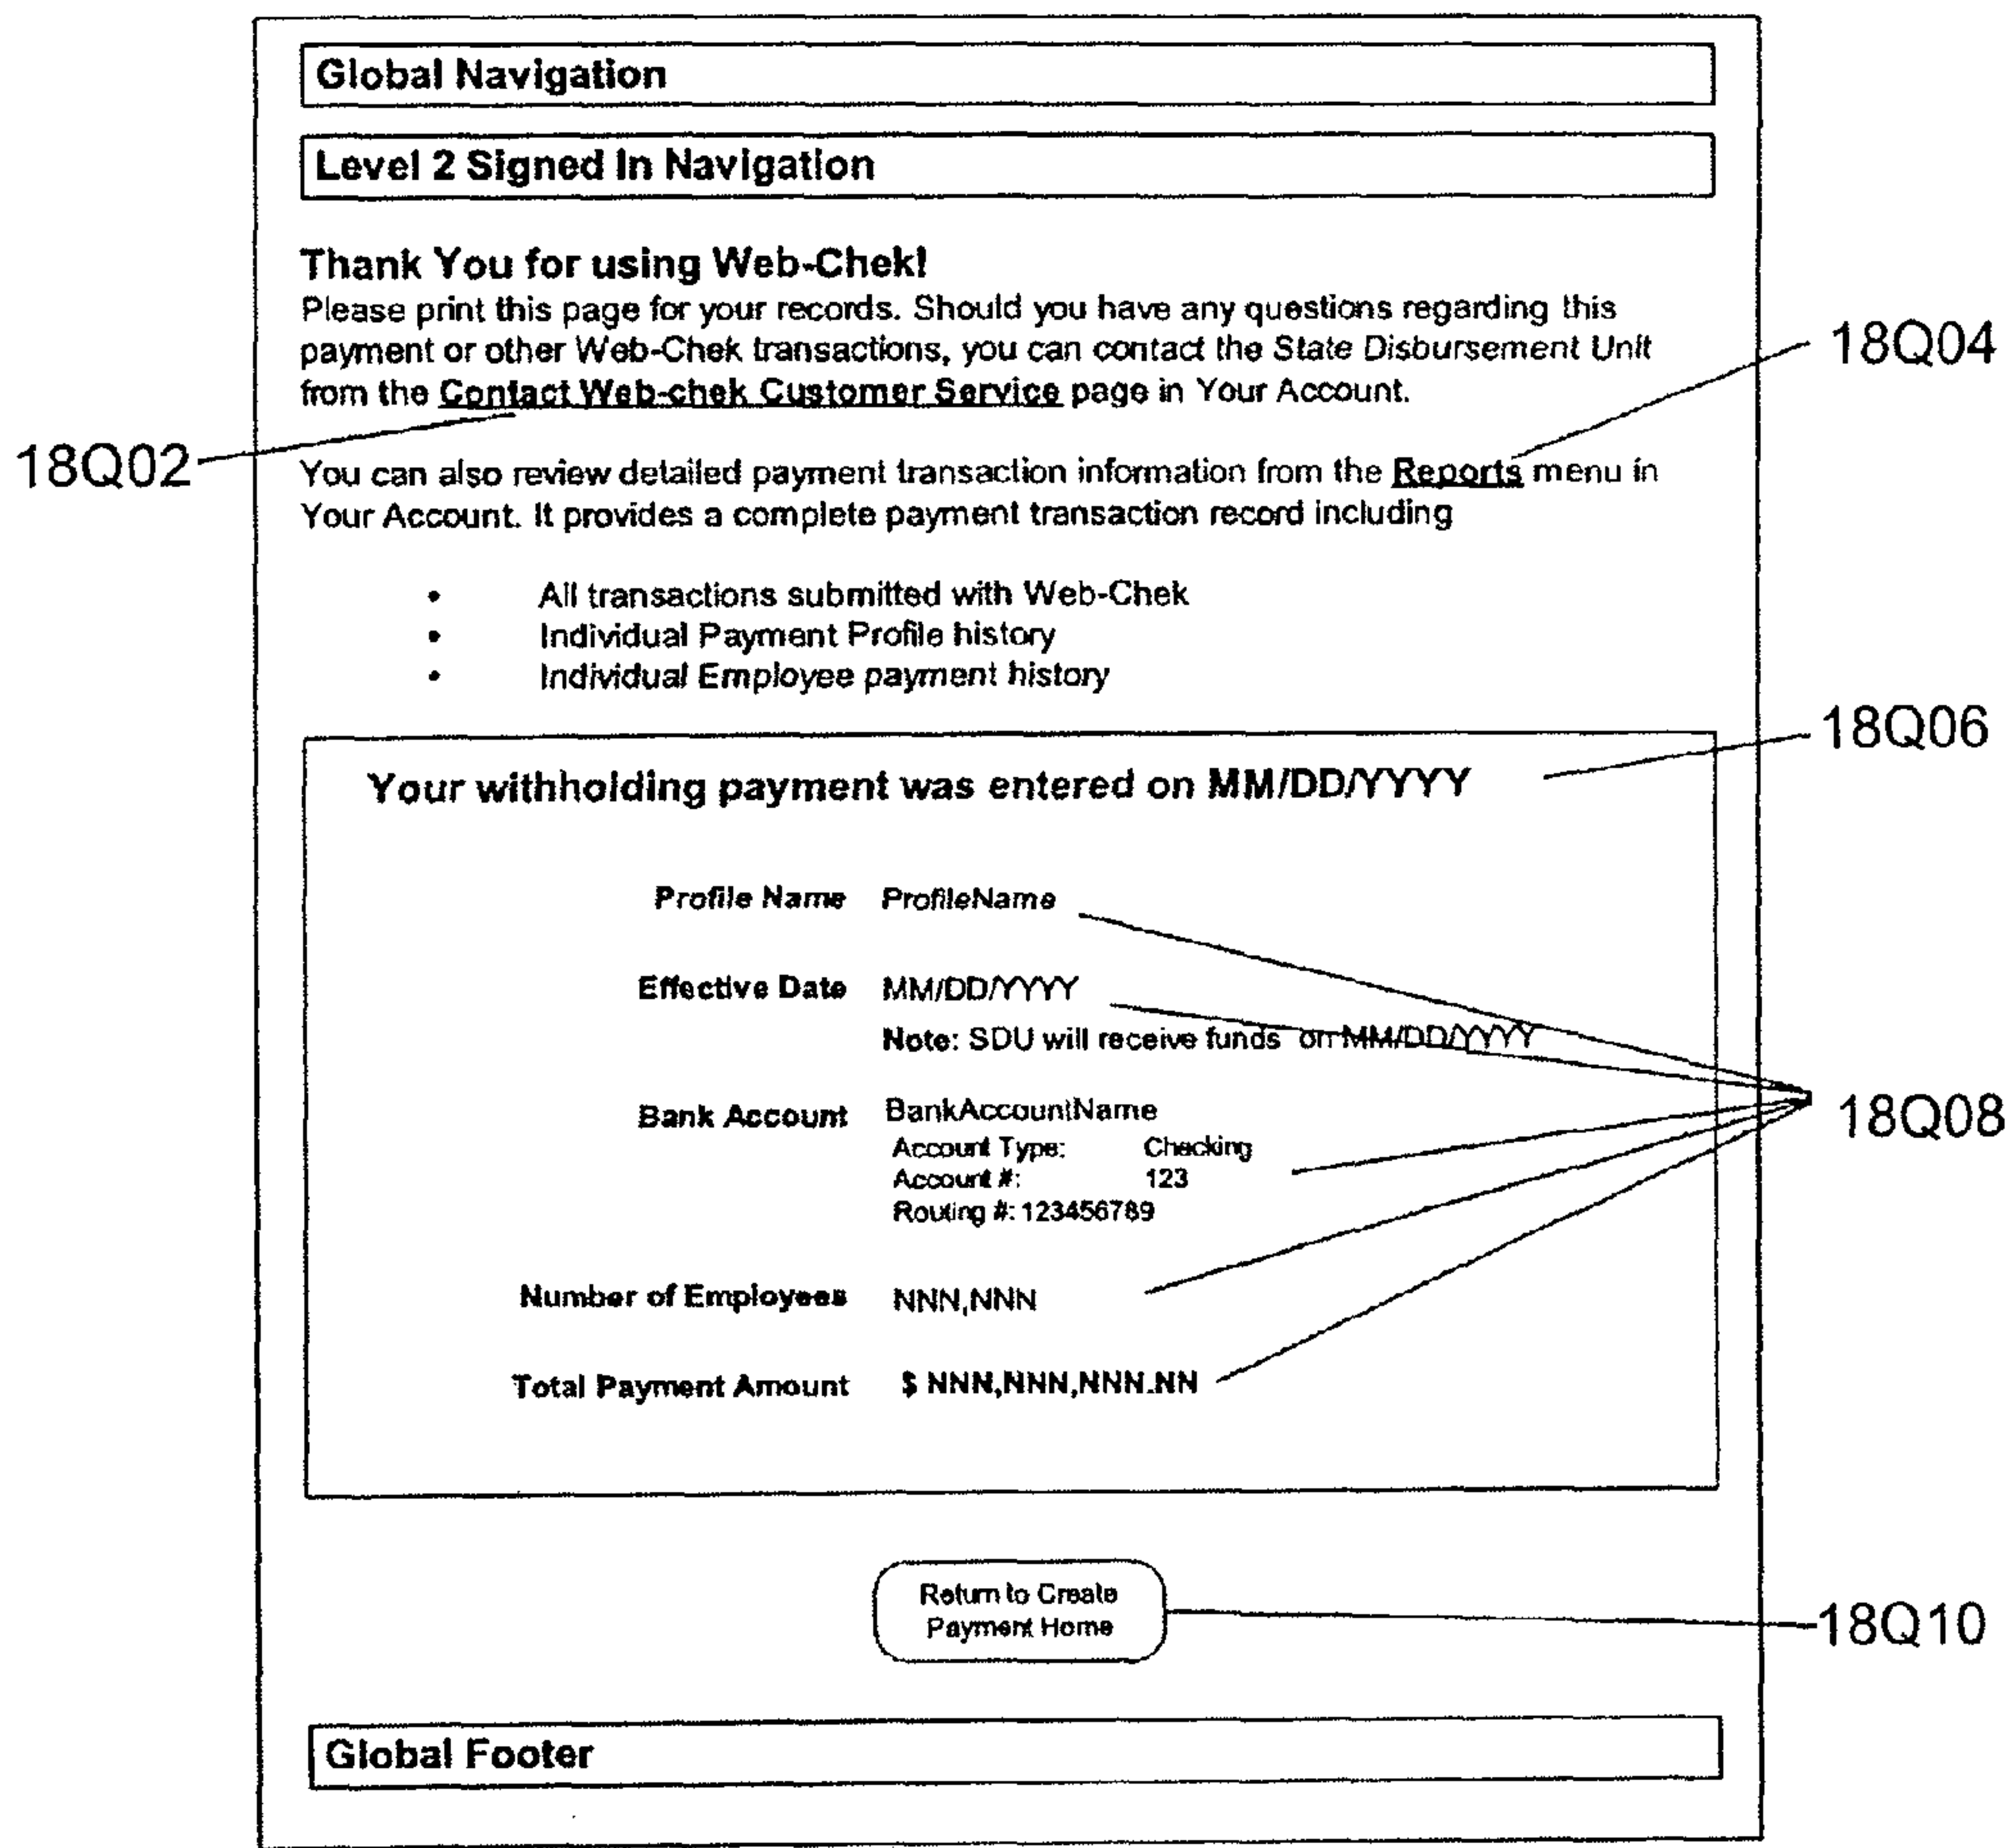 Global Navigation
Level 2 Signed In Navigation
Thank You for using Web-Chek!
Please print this page for your records. Should you have any questions regarding this
payment or other Web-Chek transactions, you can contact the State Disbursement Unit
from the Contact Web-chek Customer Service page in Your Account.
18Q04
18Q02
You can also review detailed payment transaction information from the Reports menu in
Your Account. It provides a complete payment transaction record including
• All transactions submitted with Web-Chek
• Individual Payment Profile history
• Individual Employee payment history
18Q06
Your withholding payment was entered on MM/DD/YYYY
Profile Name ProfileName
Effective Date MM/DD/YYYY
Note: SDU will receive funds on MM/DD/YYYY
Bank Account BankAccountName
18Q08
Account Type: Checking
Account #: 123
Routing #: 123456789
Number of Employees NNN,NNN
Total Payment Amount $ NNN,NNN,NNN.NN
Return to Create
Payment Home
18Q10
Global Footer